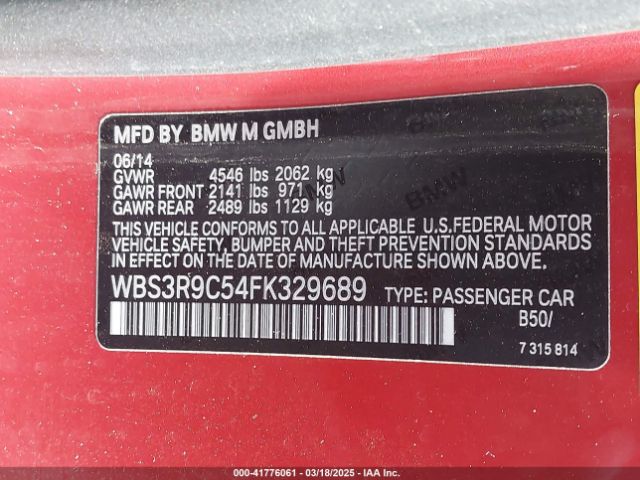 MFD BY BMW M GMBH
06/14
GVWR 4546 lbs 2062 kg
GAWR FRONT 2141 lbs 971 kg
GAWR REAR 2489 lbs 1129 kg
THIS VEHICLE CONFORMS TO ALL APPLICABLE U.S.FEDERAL MOTOR
VEHICLE SAFETY, BUMPER AND THEFT PREVENTION STANDARDS
IN EFFECT ON THE DATE OF MANUFACTURE SHOWN ABOVE.
WBS3R9C54FK329689 TYPE: PASSENGER CAR
B50/
7 315 814
000-41776061 - 03/18/2025 - IAA Inc.